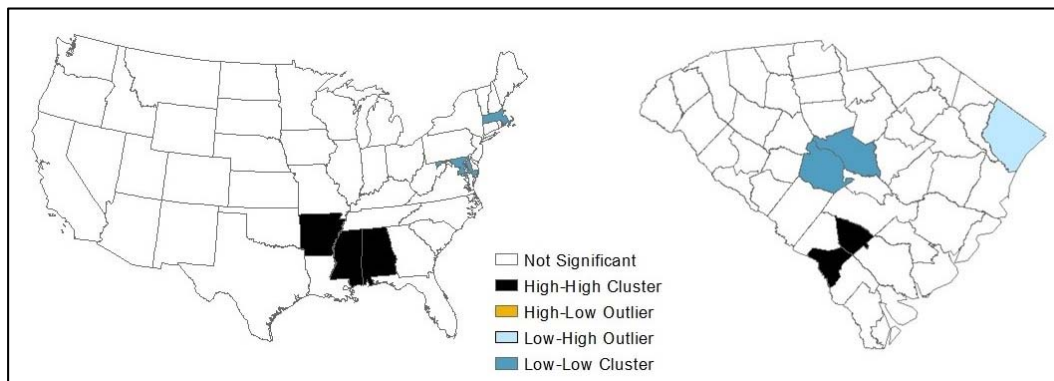 Not Significant
High-High Cluster
High-Low Outlier
Low-High Outlier
Low-Low Cluster